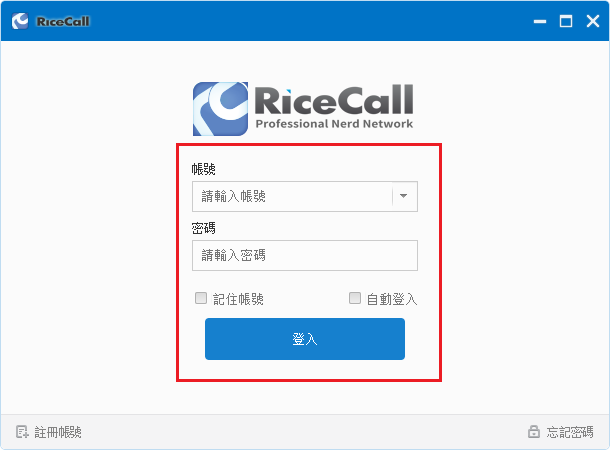 RiceCall
RiceCall
Professional Nerd Network
帳號
請輸入帳號
密碼
請輸入密碼
記住帳號 自動登入
登入
註冊帳號 忘記密碼